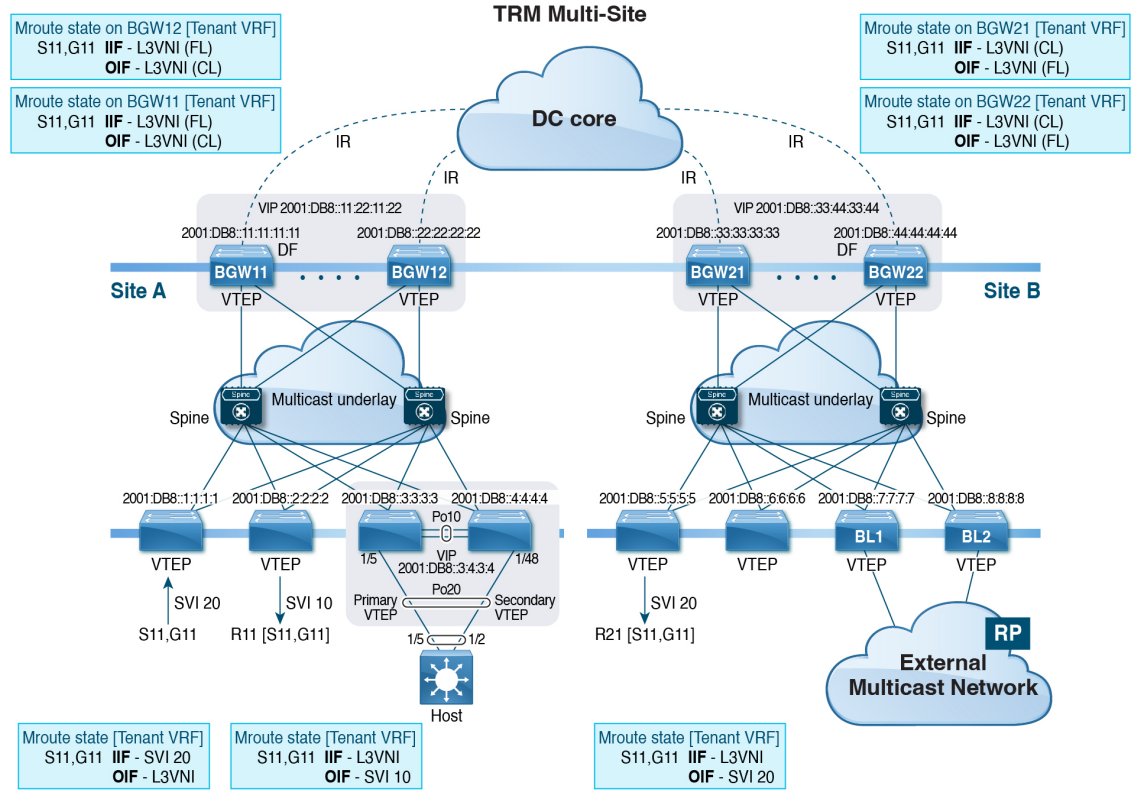 TRM Multi-Site
Mroute state on BGW12 [Tenant VRF]
S11,G11 IIF - L3VNI (FL)
OIF - L3VNI (CL)
Mroute state on BGW11 [Tenant VRF]
S11,G11 IIF - L3VNI (FL)
OIF - L3VNI (CL)
Mroute state on BGW21 [Tenant VRF]
S11,G11 IIF - L3VNI (CL)
OIF - L3VNI (FL)
Mroute state on BGW22 [Tenant VRF]
S11,G11 IIF - L3VNI (CL)
OIF - L3VNI (FL)
DC core
IR
IR
IR
IR
VIP 2001:DB8::11:22:11:22
2001:DB8::11:11:11:11
DF
2001:DB8::22:22:22:22
BGW11
BGW12
VTEP
VTEP
Site A
VIP 2001:DB8::33:44:33:44
2001:DB8::33:33:33:33
2001:DB8::44:44:44:44
DF
BGW21
BGW22
VTEP
VTEP
Site B
Spine
Spine
Multicast underlay
Spine
Spine
Spine
Spine
Multicast underlay
Spine
Spine
2001:DB8::1:1:1:1
2001:DB8::2:2:2:2
2001:DB8::3:3:3:3
2001:DB8::4:4:4:4
Po10
VTEP
VTEP
1/5
VIP
2001:DB8::3:4:3:4
1/48
Po20
Primary
VTEP
Secondary
VTEP
SVI 20
SVI 10
S11,G11
R11 [S11,G11]
1/5
1/2
Host
2001:DB8::5:5:5:5
2001:DB8::6:6:6:6
2001:DB8::7:7:7:7
2001:DB8::8:8:8:8
BL1
BL2
VTEP
VTEP
VTEP
VTEP
SVI 20
R21 [S11,G11]
RP
External
Multicast Network
Mroute state [Tenant VRF]
S11,G11 IIF - SVI 20
OIF - L3VNI
Mroute state [Tenant VRF]
S11,G11 IIF - L3VNI
OIF - SVI 10
Mroute state [Tenant VRF]
S11,G11 IIF - L3VNI
OIF - SVI 20